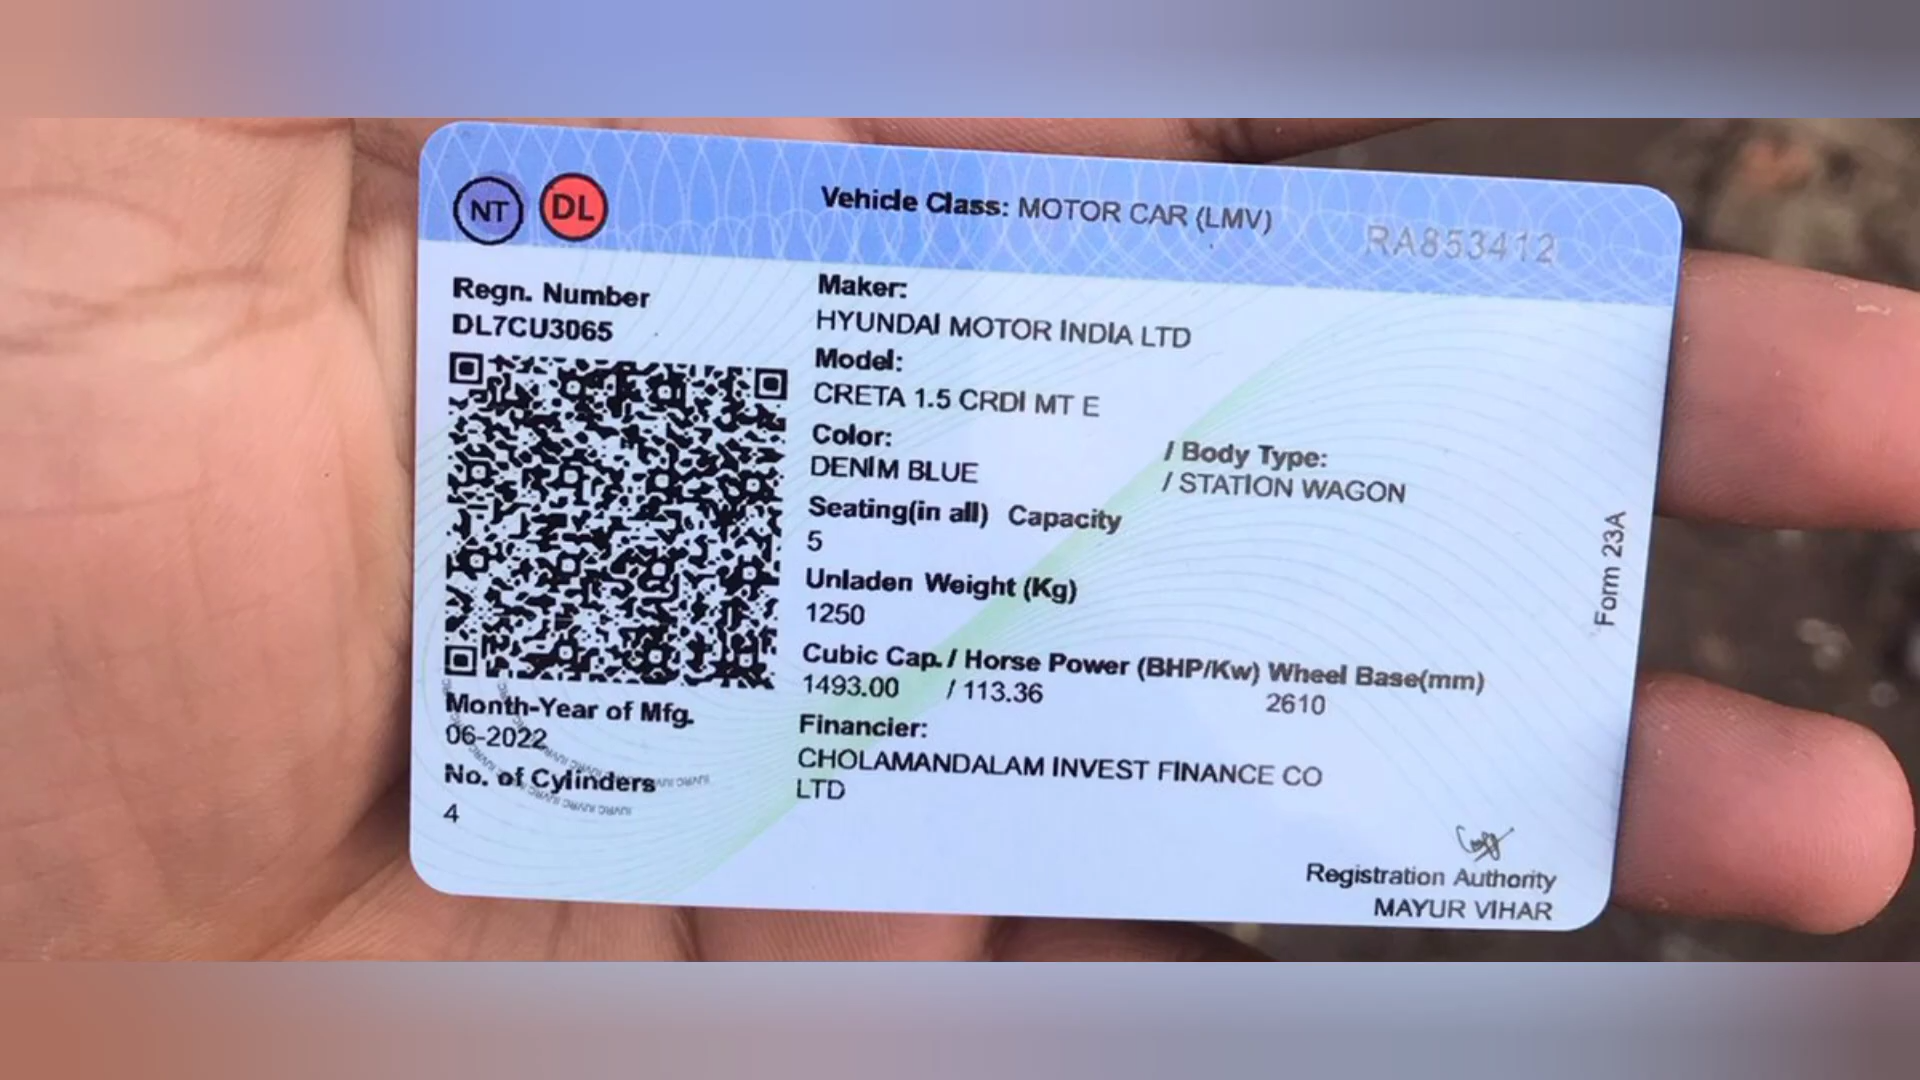 NT DL Vehicle Class: MOTOR CAR (LMV)
RA853412
Regn. Number
DL7CU3065
Month-Year of Mfg.
06-2022
No. of Cylinders
4
Maker:
HYUNDAI MOTOR INDIA LTD
Model:
CRETA 1.5 CRDI MT E
Color: / Body Type:
DENIM BLUE / STATION WAGON
Seating(in all) Capacity
5
Unladen Weight (Kg)
1250
Cubic Cap. / Horse Power (BHP/Kw) Wheel Base(mm)
1493.00 / 113.36 2610
Financier:
CHOLAMANDALAM INVEST FINANCE CO
LTD
Form 23A
Registration Authority
MAYUR VIHAR